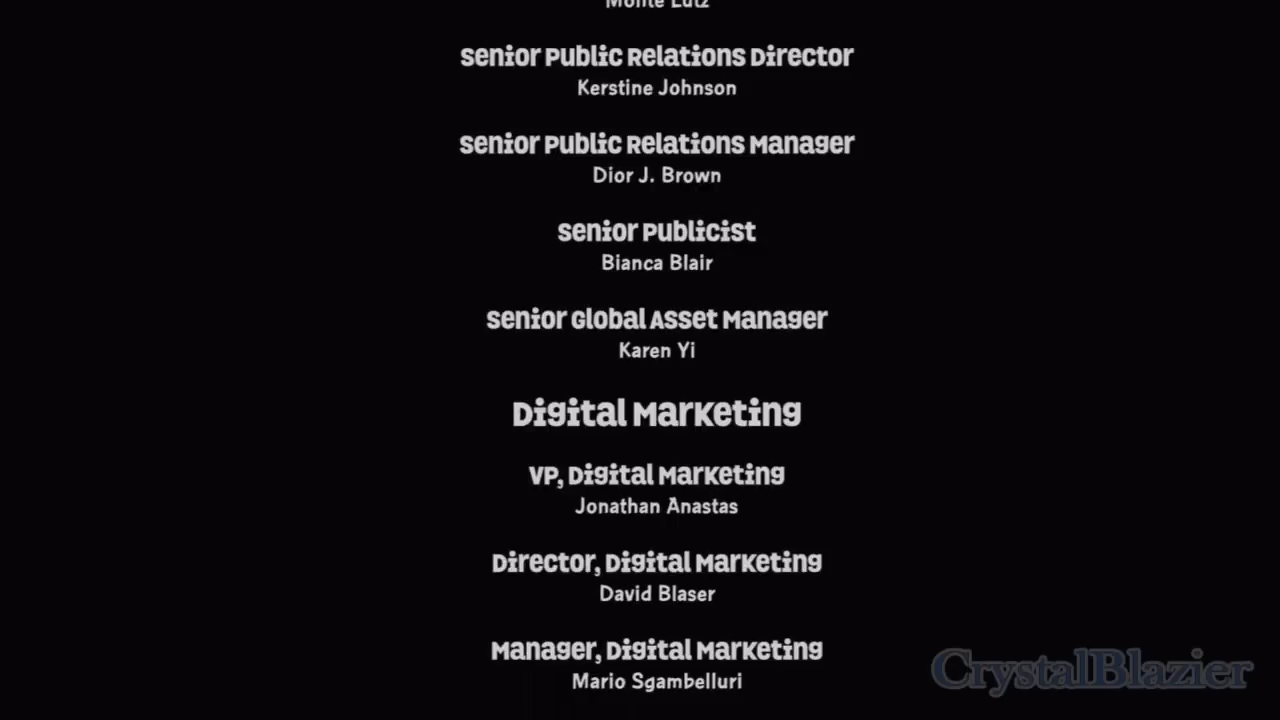 Monte Lutz
Senior Public Relations Director
Kerstine Johnson
Senior Public Relations Manager
Dior J. Brown
Senior Publicist
Bianca Blair
Senior Global Asset Manager
Karen Yi
Digital Marketing
VP, Digital Marketing
Jonathan Anastas
Director, Digital Marketing
David Blaser
Manager, Digital Marketing
Mario Sgambelluri
CrystalBlazier